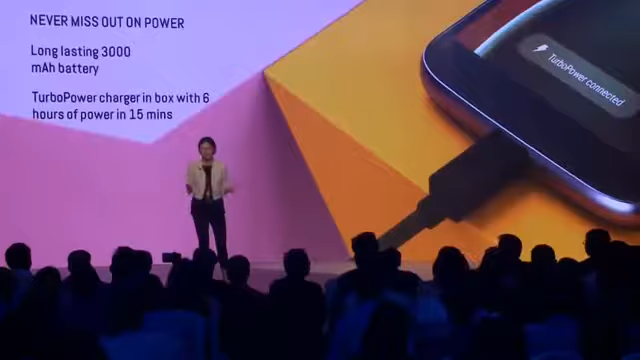 NEVER MISS OUT ON POWER
Long lasting 3000
mAh battery
TurboPower charger in box with 6
hours of power in 15 mins
TurboPower connected